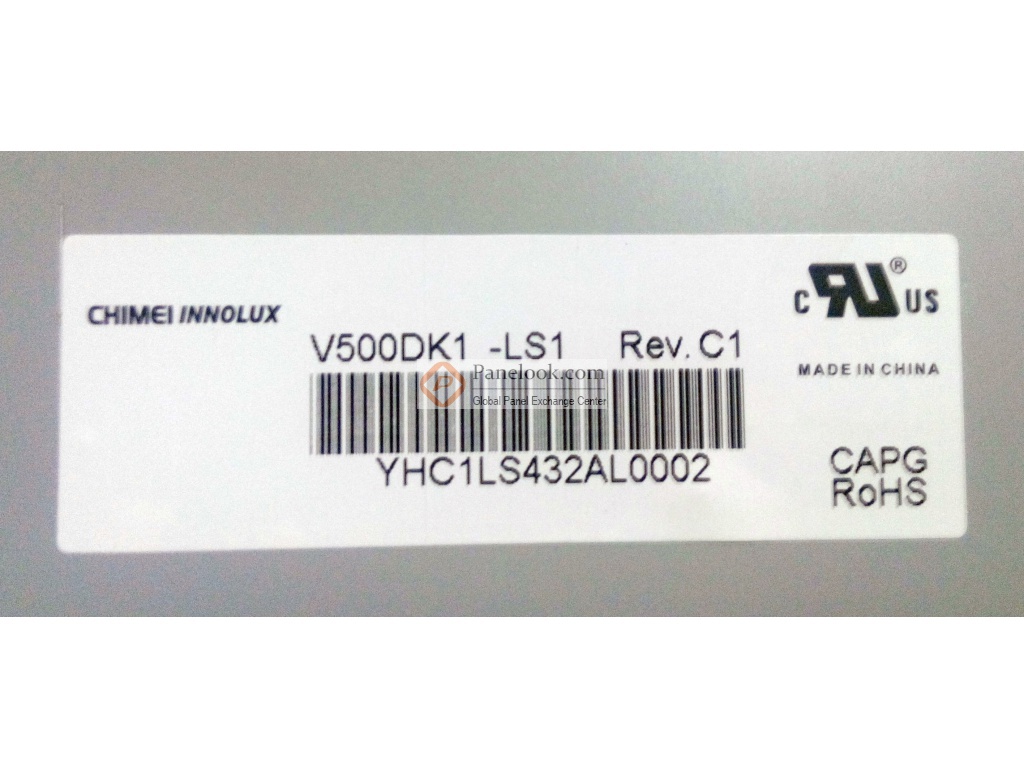 CHIMEI INNOLUX
V500DK1 -LS1 Rev. C1
Panelook.com
Global Panel Exchange Center
YHC1LS432AL0002
C RU ® US
MADE IN CHINA
CAPG
RoHS